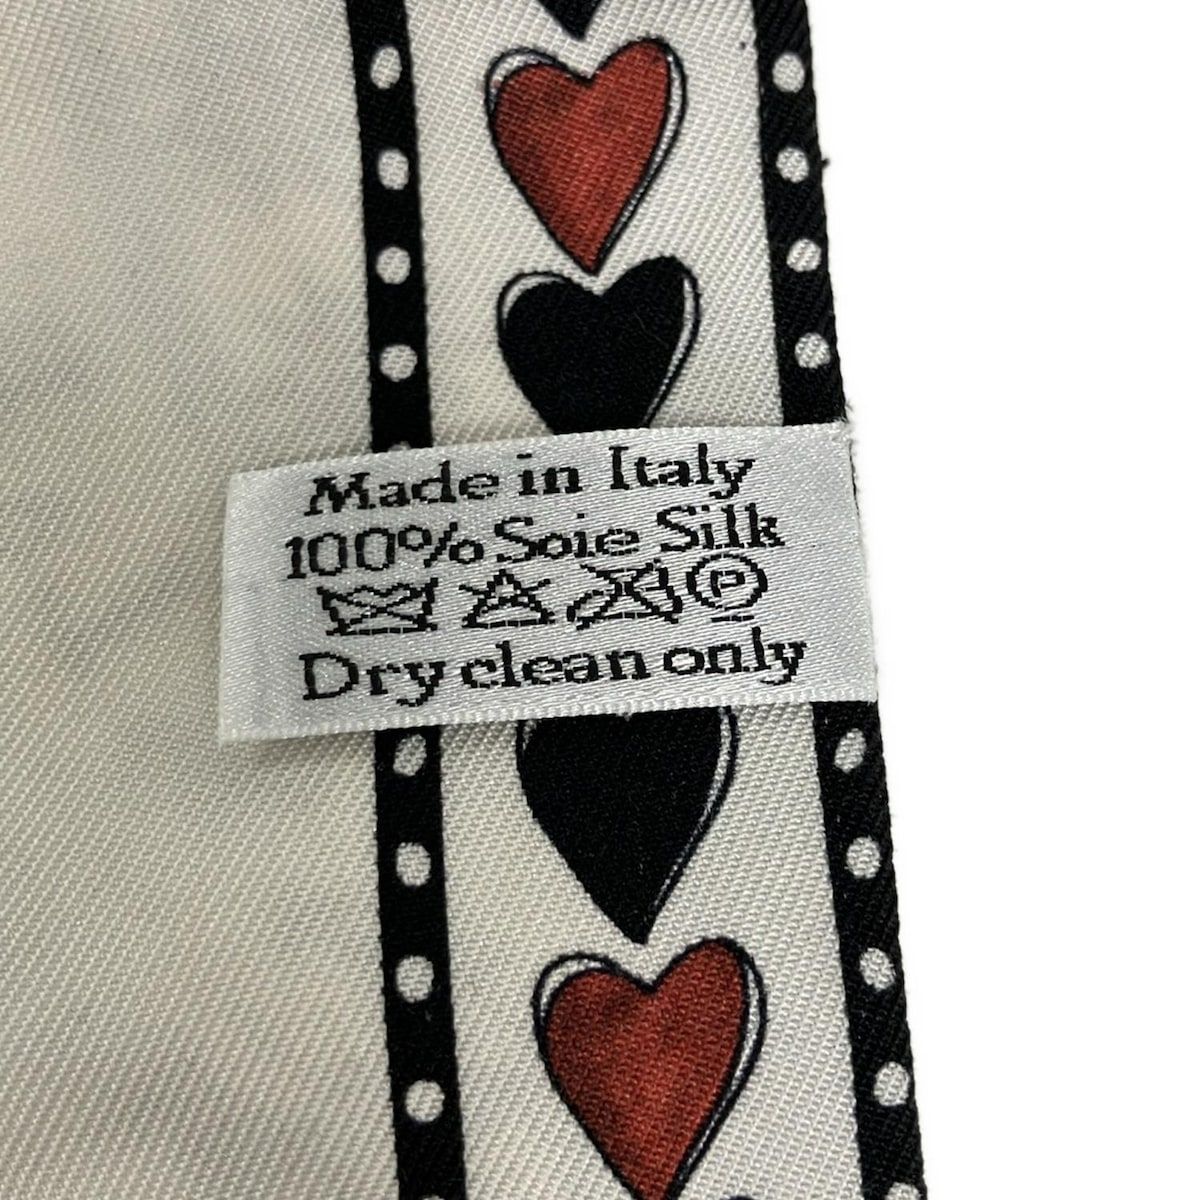 Made in Italy
100% Soie Silk
P
Dry clean only